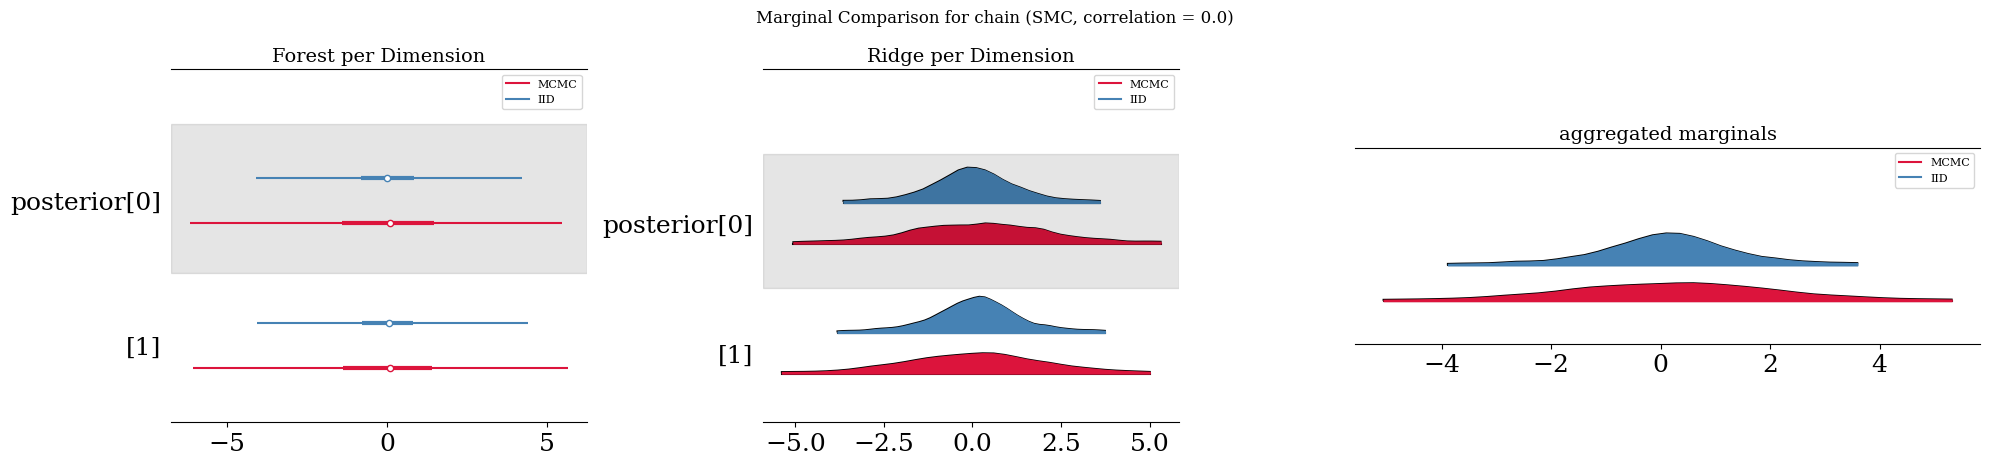 Marginal Comparison for chain (SMC, correlation = 0.0)
Forest per Dimension
MCMC
IID
posterior[0]
[1]
−5 0 5
Ridge per Dimension
MCMC
IID
posterior[0]
[1]
−5.0 −2.5 0.0 2.5 5.0
aggregated marginals
MCMC
IID
−4 −2 0 2 4